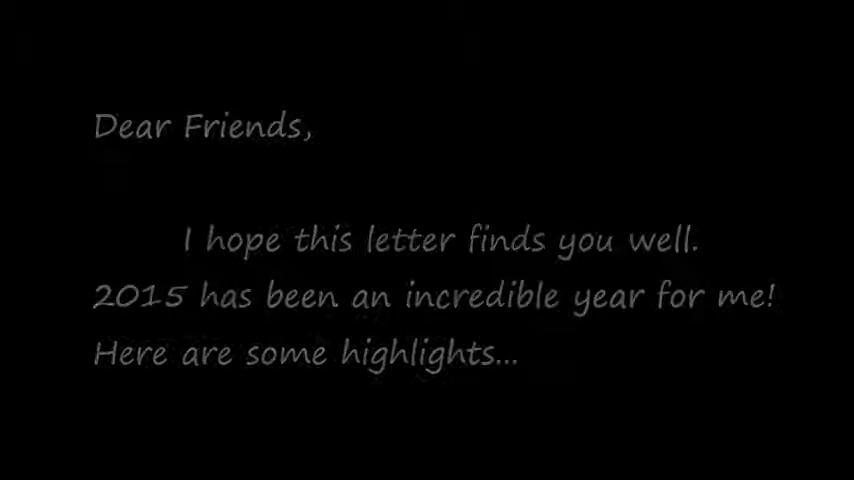 Dear Friends,
I hope this letter finds you well.
2015 has been an incredible year for me!
Here are some highlights...